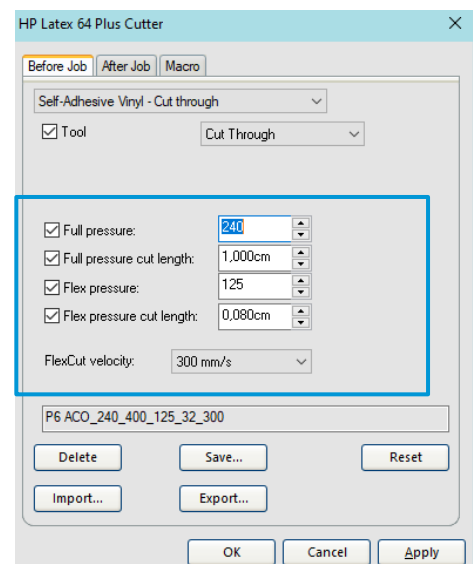 HP Latex 64 Plus Cutter
Before Job After Job Macro
Self-Adhesive Vinyl - Cut through
Tool Cut Through
Full pressure: 240
Full pressure cut length: 1,000cm
Flex pressure: 125
Flex pressure cut length: 0,080cm
FlexCut velocity: 300 mm/s
P6 ACO_240_400_125_32_300
Delete Save... Reset
Import... Export...
OK Cancel Apply